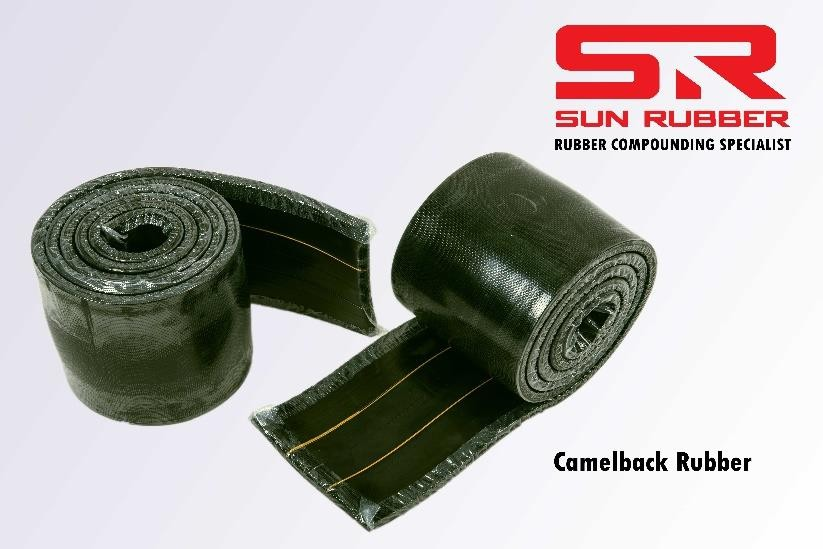 SR
SUN RUBBER
RUBBER COMPOUNDING SPECIALIST
Camelback Rubber